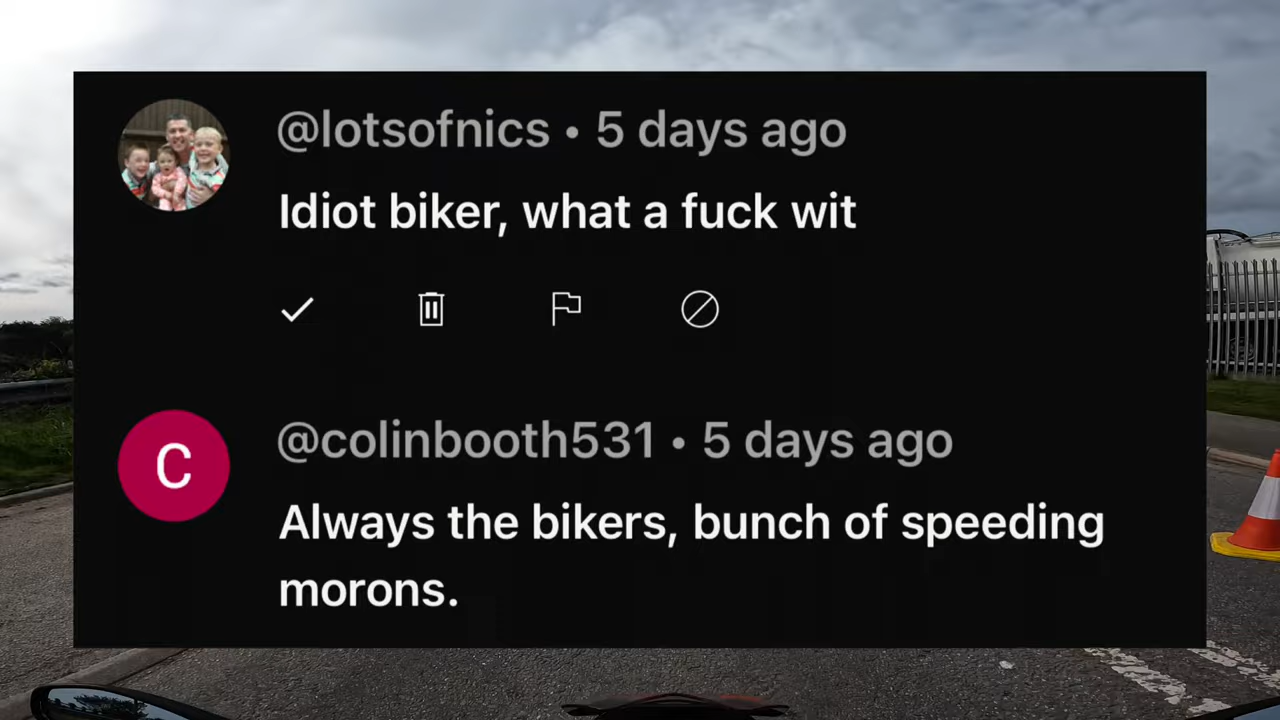 @lotsofnics • 5 days ago
Idiot biker, what a fuck wit
C
@colinbooth531 • 5 days ago
Always the bikers, bunch of speeding
morons.